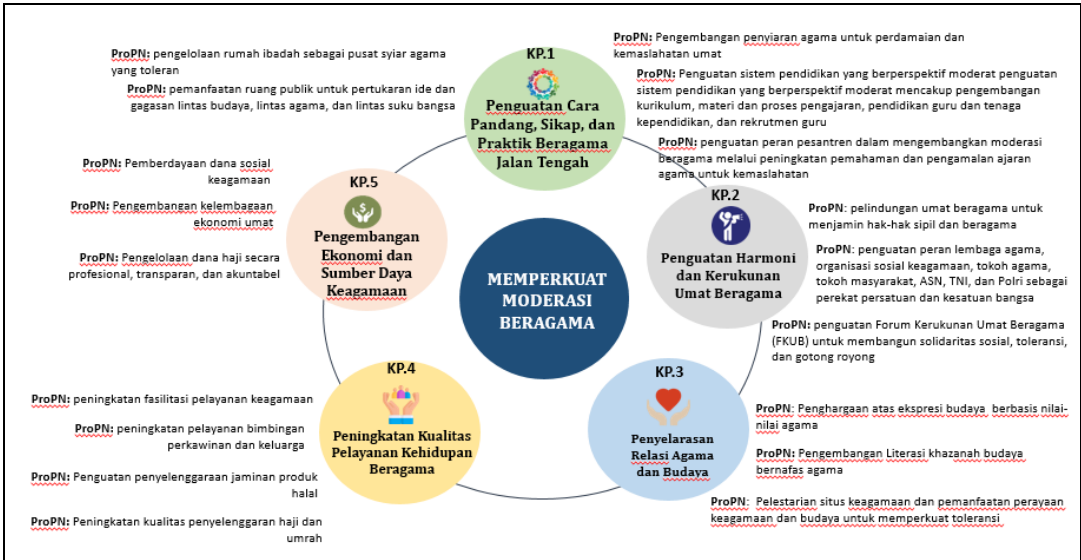 ProPN: pengelolaan rumah ibadah sebagai pusat syiar agama
yang toleran
ProPN: pemanfaatan ruang publik untuk pertukaran ide dan
gagasan lintas budaya, lintas agama, dan lintas suku bangsa
KP.1
Penguatan Cara
Pandang, Sikap, dan
Praktik Beragama
Jalan Tengah
ProPN: Pengembangan penyiaran agama untuk perdamaian dan
kemaslahatan umat
ProPN: Penguatan sistem pendidikan yang berperspektif moderat penguatan
sistem pendidikan yang berperspektif moderat mencakup pengembangan
kurikulum, materi dan proses pengajaran, pendidikan guru dan tenaga
kependidikan, dan rekrutmen guru
ProPN: penguatan peran pesantren dalam mengembangkan moderasi
beragama melalui peningkatan pemahaman dan pengamalan ajaran
agama untuk kemaslahatan
KP.2
Penguatan Harmoni
dan Kerukunan
Umat Beragama
ProPN: pelindungan umat beragama untuk
menjamin hak-hak sipil dan beragama
ProPN: penguatan peran lembaga agama,
organisasi sosial keagamaan, tokoh agama,
tokoh masyarakat, ASN, TNI, dan Polri sebagai
perekat persatuan dan kesatuan bangsa
ProPN: penguatan Forum Kerukunan Umat Beragama
(FKUB) untuk membangun solidaritas sosial, toleransi,
dan gotong royong
KP.3
Penyelarasan
Relasi Agama
dan Budaya
ProPN: Penghargaan atas ekspresi budaya berbasis nilai-
nilai agama
ProPN: Pengembangan Literasi khazanah budaya
bernafas agama
ProPN: Pelestarian situs keagamaan dan pemanfaatan perayaan
keagamaan dan budaya untuk memperkuat toleransi
KP.4
Peningkatan Kualitas
Pelayanan Kehidupan
Beragama
ProPN: peningkatan fasilitasi pelayanan keagamaan
ProPN: peningkatan pelayanan bimbingan
perkawinan dan keluarga
ProPN: Penguatan penyelenggaraan jaminan produk
halal
ProPN: Peningkatan kualitas penyelenggaran haji dan
umrah
KP.5
Pengembangan
Ekonomi dan
Sumber Daya
Keagamaan
ProPN: Pemberdayaan dana sosial
keagamaan
ProPN: Pengembangan kelembagaan
ekonomi umat
ProPN: Pengelolaan dana haji secara
profesional, transparan, dan akuntabel
MEMPERKUAT
MODERASI
BERAGAMA